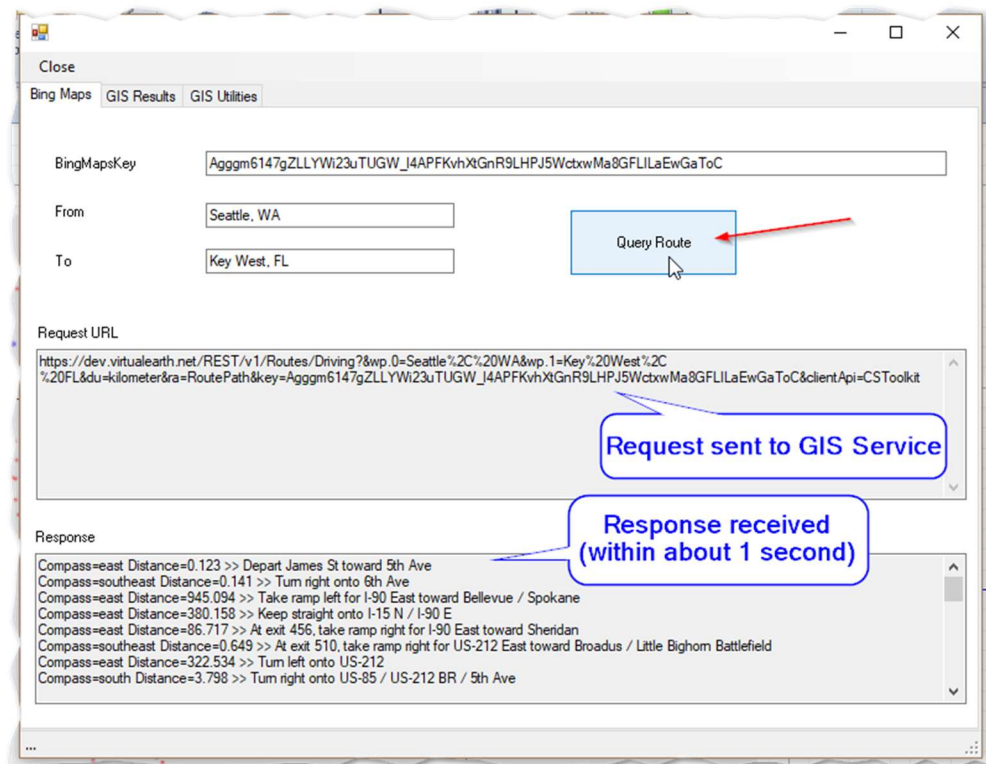 Close
Bing Maps GIS Results GIS Utilities
BingMapsKey Agggm6147gZLLYWi23uTUGW_I4APFKvhXtGnR9LHPJ5WctxwMa8GFLILaEwGaToC
From Seattle, WA
Query Route
To Key West, FL
Request URL
https://dev.virtualearth.net/REST/v1/Routes/Driving?&wp.0=Seattle%2C%20WA&wp.1=Key%20West%2C
%20FL&du=kilometer&ra=RoutePath&key=Agggm6147gZLLYWi23uTUGW_I4APFKvhXtGnR9LHPJ5WctxwMa8GFLILaEwGaToC&clientApi=CSToolkit
Request sent to GIS Service
Response received
(within about 1 second)
Response
Compass=east Distance=0.123 >> Depart James St toward 5th Ave
Compass=southeast Distance=0.141 >> Turn right onto 6th Ave
Compass=east Distance=945.094 >> Take ramp left for I-90 East toward Bellevue / Spokane
Compass=east Distance=380.158 >> Keep straight onto I-15 N / I-90 E
Compass=east Distance=86.717 >> At exit 456, take ramp right for I-90 East toward Sheridan
Compass=southeast Distance=0.649 >> At exit 510, take ramp right for US-212 East toward Broadus / Little Bighorn Battlefield
Compass=east Distance=322.534 >> Turn left onto US-212
Compass=south Distance=3.798 >> Turn right onto US-85 / US-212 BR / 5th Ave
...